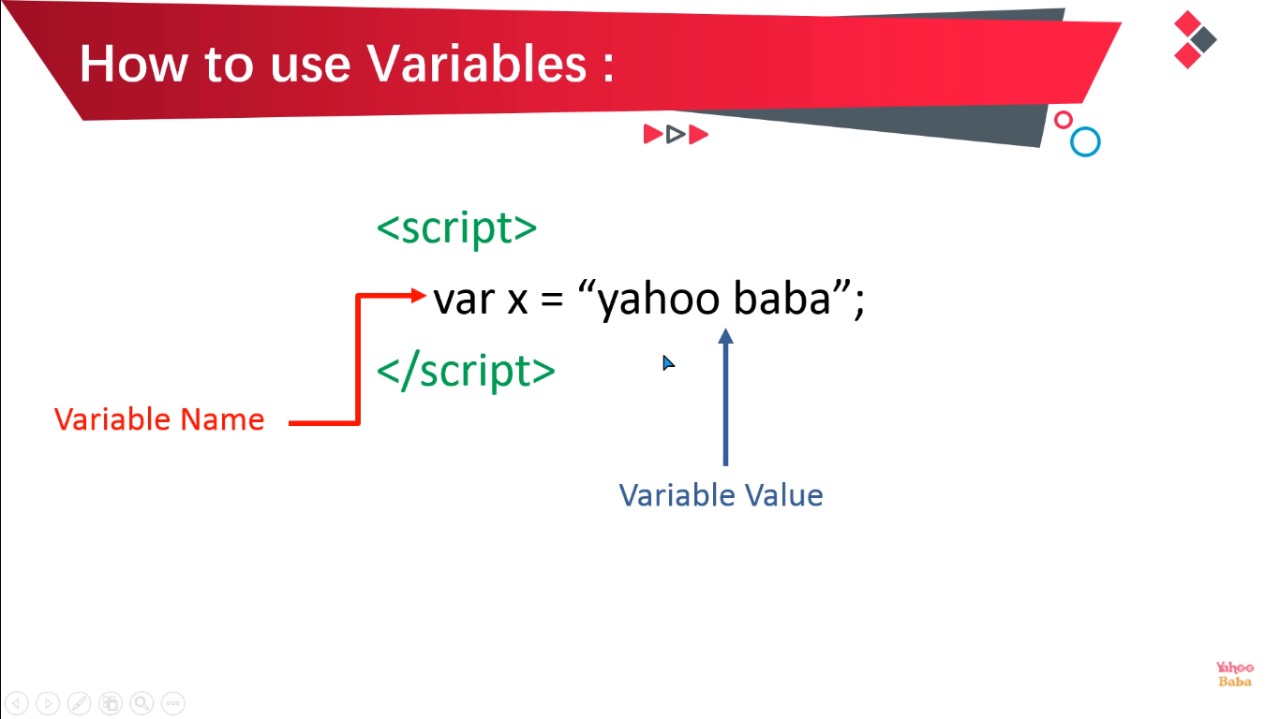 How to use Variables :
<script>
var x = “yahoo baba”;
</script>
Variable Name
Variable Value
Yahoo
Baba